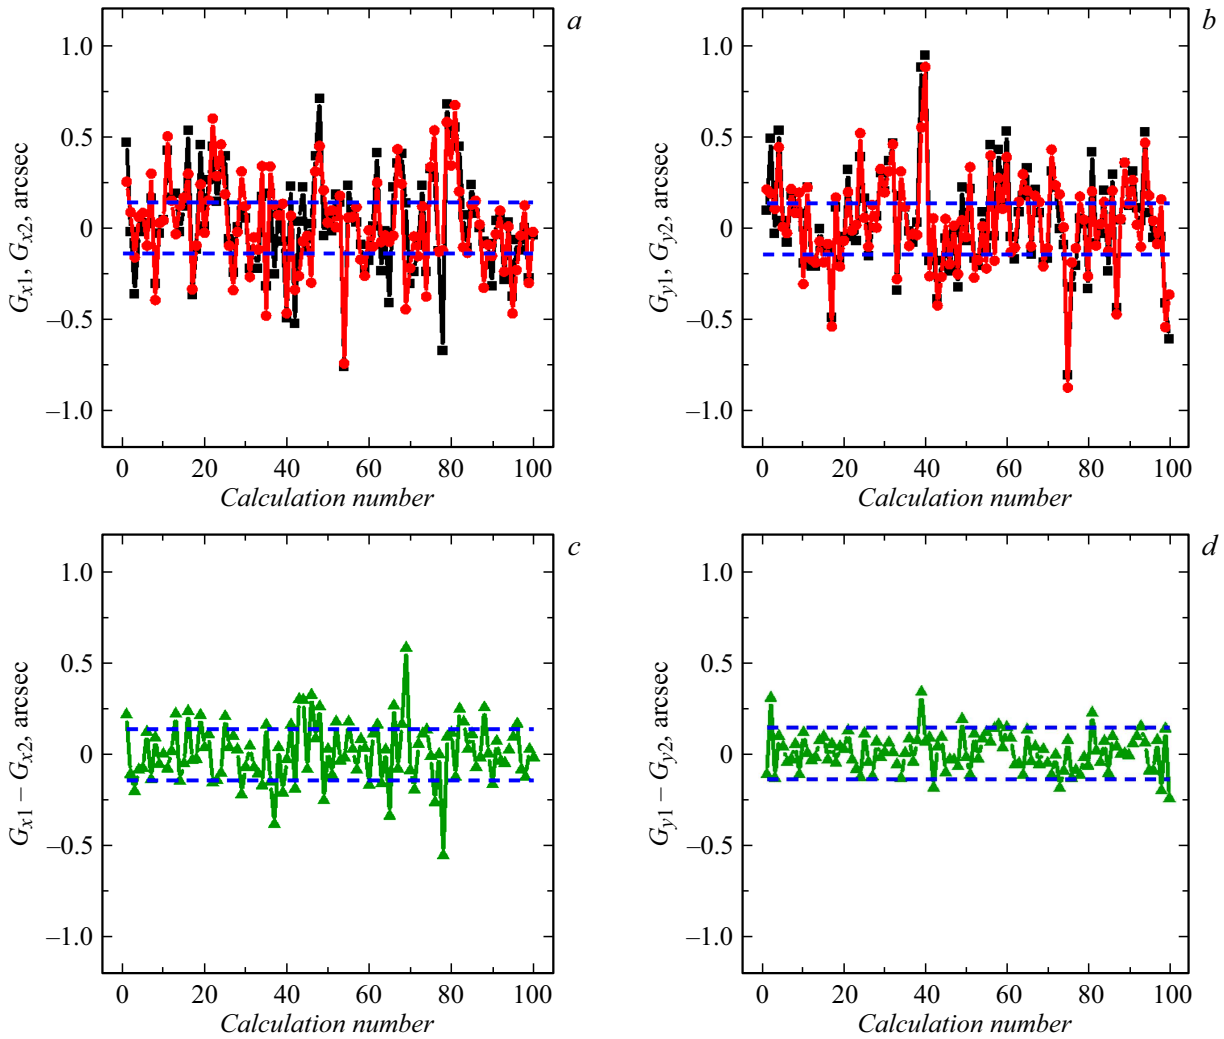 a
1.0
0.5
0
–0.5
–1.0
0 20 40 60 80 100
Calculation number
Gx1, Gx2, arcsec
b
1.0
0.5
0
–0.5
–1.0
0 20 40 60 80 100
Calculation number
Gy1, Gy2, arcsec
c
1.0
0.5
0
–0.5
–1.0
0 20 40 60 80 100
Calculation number
Gx1 − Gx2, arcsec
d
1.0
0.5
0
–0.5
–1.0
0 20 40 60 80 100
Calculation number
Gy1 − Gy2, arcsec